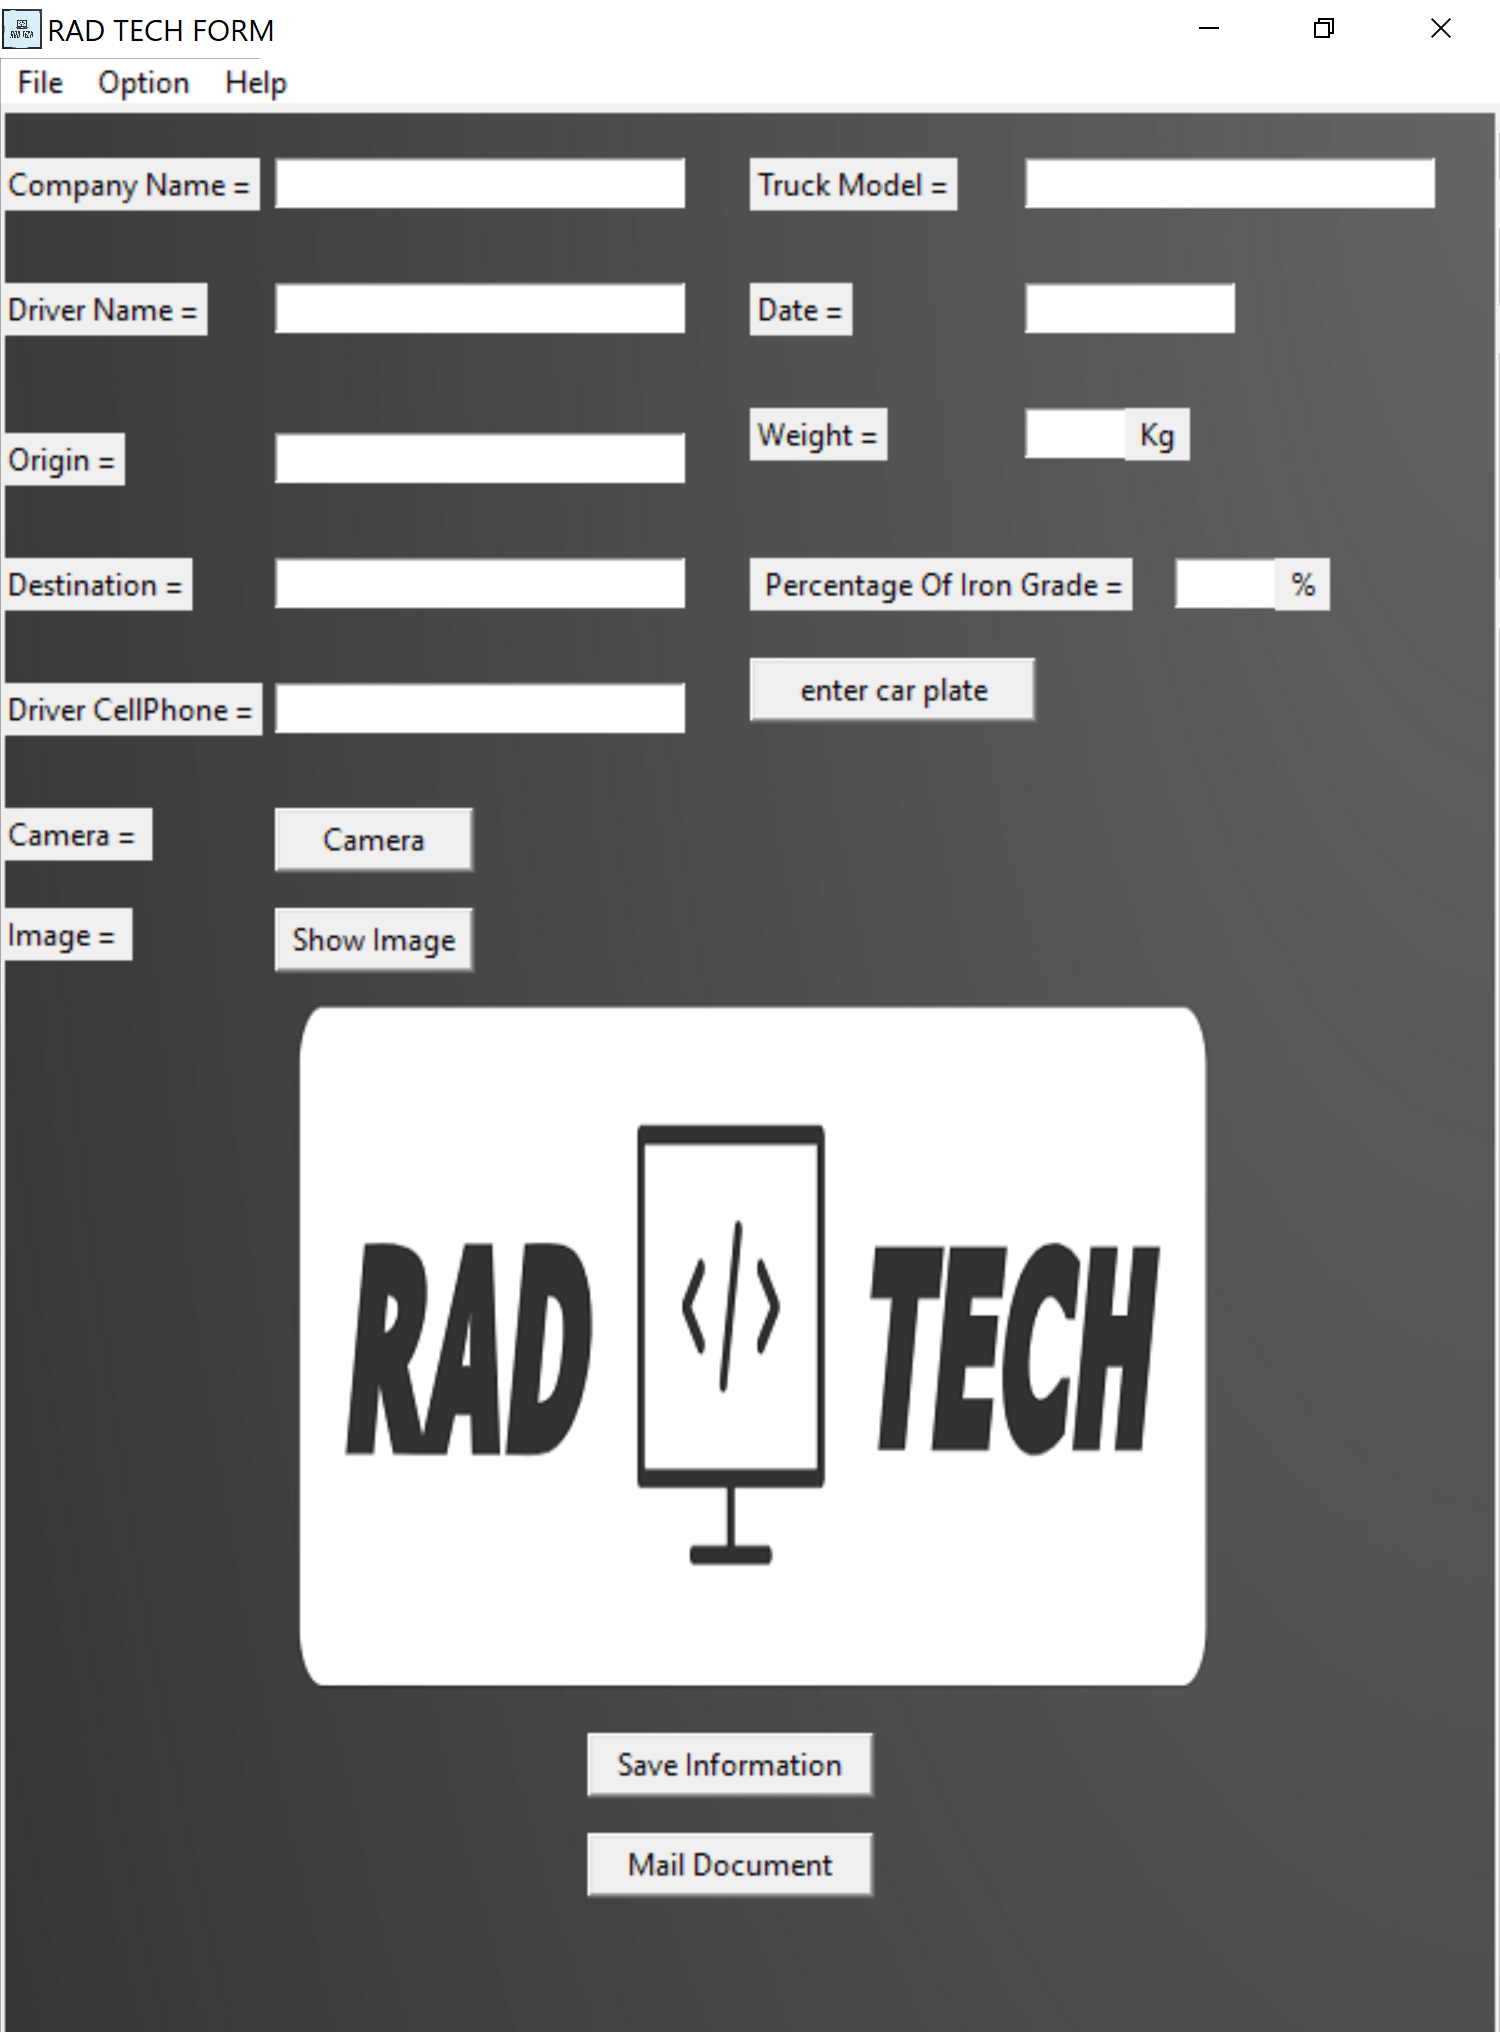 RAD TECH FORM
File Option Help
Company Name =
Truck Model =
Driver Name =
Date =
Weight =
Kg
Origin =
Destination =
Percentage Of Iron Grade =
%
enter car plate
Driver CellPhone =
Camera =
Camera
Image =
Show Image
RAD </> TECH
Save Information
Mail Document